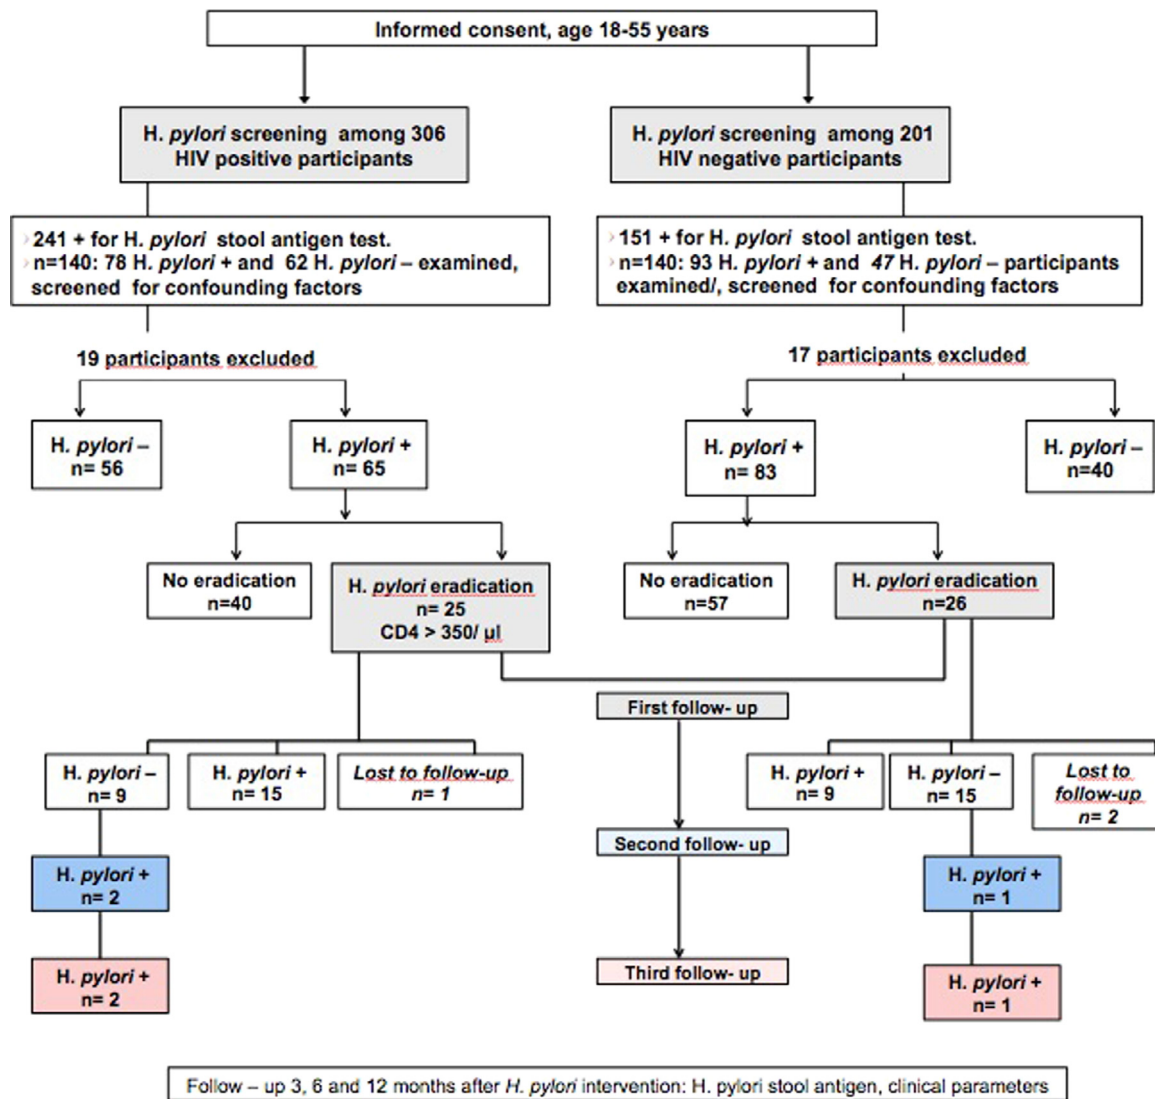 Informed consent, age 18-55 years
H. pylori screening among 306
HIV positive participants
H. pylori screening among 201
HIV negative participants
› 241 + for H. pylori stool antigen test.
› n=140: 78 H. pylori + and 62 H. pylori – examined,
screened for confounding factors
› 151 + for H. pylori stool antigen test.
› n=140: 93 H. pylori + and 47 H. pylori – participants
examined/, screened for confounding factors
19 participants excluded
17 participants excluded
H. pylori –
n= 56
H. pylori +
n= 65
H. pylori +
n= 83
H. pylori –
n=40
No eradication
n=40
H. pylori eradication
n= 25
CD4 > 350/ µl
No eradication
n=57
H. pylori eradication
n=26
First follow- up
H. pylori –
n= 9
H. pylori +
n= 15
Lost to follow-up
n= 1
H. pylori +
n= 9
H. pylori –
n= 15
Lost to
follow-up
n= 2
Second follow- up
H. pylori +
n= 2
H. pylori +
n= 1
Third follow- up
H. pylori +
n= 2
H. pylori +
n= 1
Follow – up 3, 6 and 12 months after H. pylori intervention: H. pylori stool antigen, clinical parameters